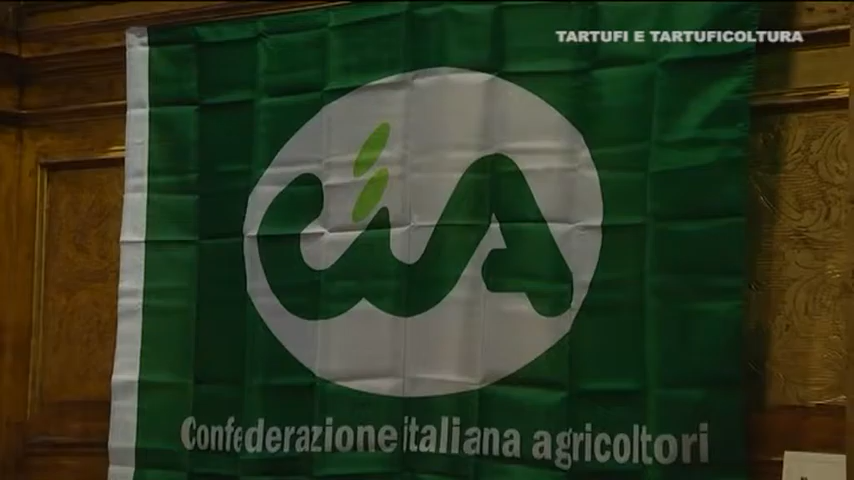 TARTUFI E TARTUFICOLTURA
CIA
Confederazione italiana agricoltori